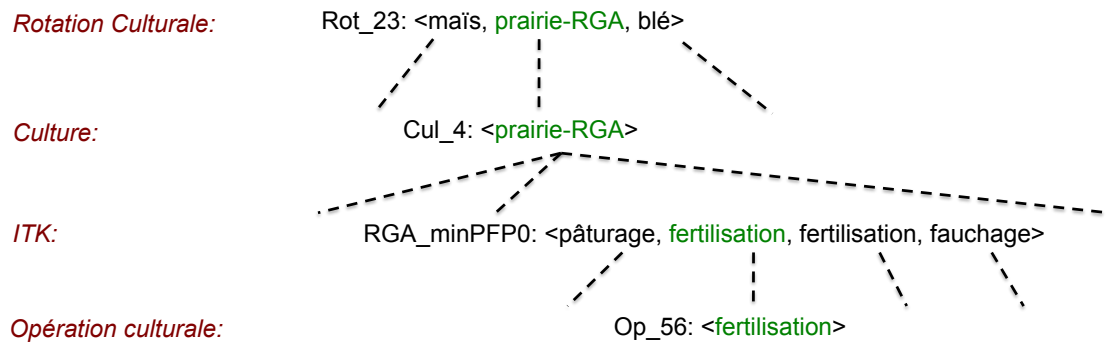 Rotation Culturale: Rot_23: <maïs, prairie-RGA, blé>
Culture: Cul_4: <prairie-RGA>
ITK: RGA_minPFP0: <pâturage, fertilisation, fertilisation, fauchage>
Opération culturale: Op_56: <fertilisation>